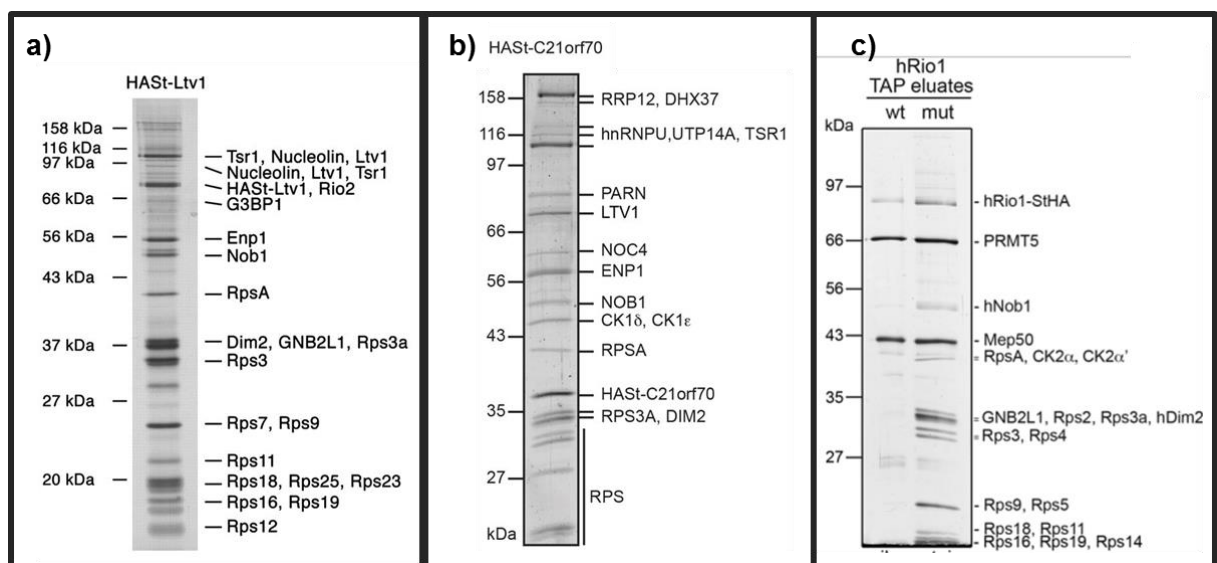 a)
HASt-Ltv1
158 kDa
116 kDa
97 kDa
66 kDa
56 kDa
43 kDa
37 kDa
27 kDa
20 kDa
Tsr1, Nucleolin, Ltv1
Nucleolin, Ltv1, Tsr1
HASt-Ltv1, Rio2
G3BP1
Enp1
Nob1
RpsA
Dim2, GNB2L1, Rps3a
Rps3
Rps7, Rps9
Rps11
Rps18, Rps25, Rps23
Rps16, Rps19
Rps12
b)
HASt-C21orf70
158
116
97
66
56
43
35
27
kDa
RRP12, DHX37
hnRNPU,UTP14A, TSR1
PARN
LTV1
NOC4
ENP1
NOB1
CK1δ, CK1ε
RPSA
HASt-C21orf70
RPS3A, DIM2
RPS
c)
hRio1
TAP eluates
wt mut
kDa
97
66
56
43
35
27
hRio1-StHA
PRMT5
hNob1
Mep50
RpsA, CK2α, CK2α'
GNB2L1, Rps2, Rps3a, hDim2
Rps3, Rps4
Rps9, Rps5
Rps18, Rps11
Rps16, Rps19, Rps14